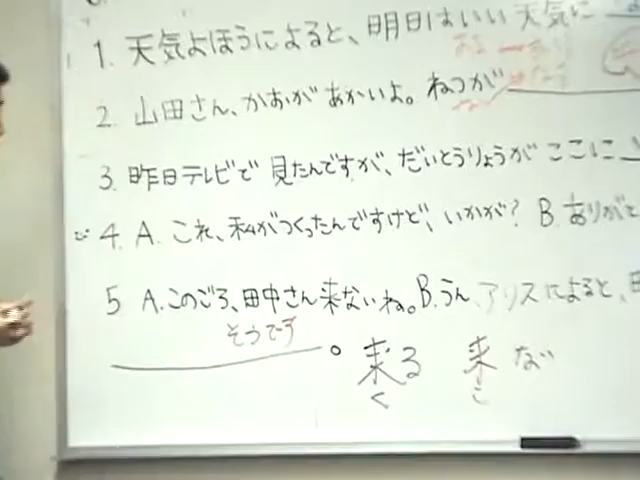 1. 天気よほうによると、明日はいい天気に
2. 山田さん、かおがあかいよ。ねつが
3. 昨日テレビで見たんですが、だいとうりょうがここに
4. A. これ、私がつくったんですけど、いかが? B. ありがと
5 A.このごろ、田中さん来ないね。B.うん、アリスによると、
そうです
。来る 来ない
く こ